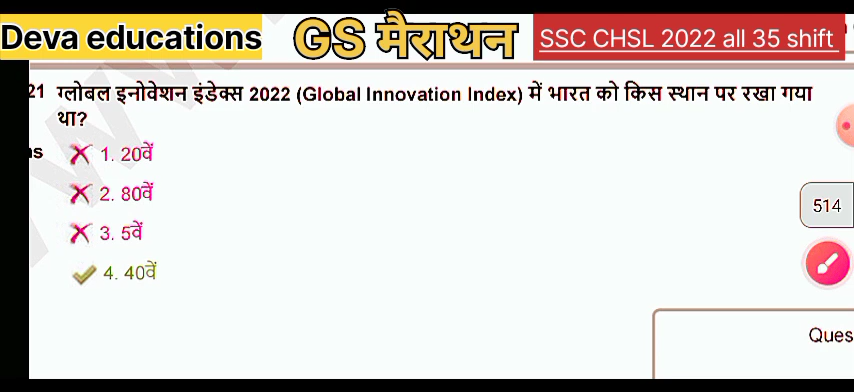 Deva educations GS मैराथन SSC CHSL 2022 all 35 shift
21 ग्लोबल इनोवेशन इंडेक्स 2022 (Global Innovation Index) में भारत को किस स्थान पर रखा गया
था?
ns 1. 20वें
2. 80वें
3. 5वें
4. 40वें
514
Ques